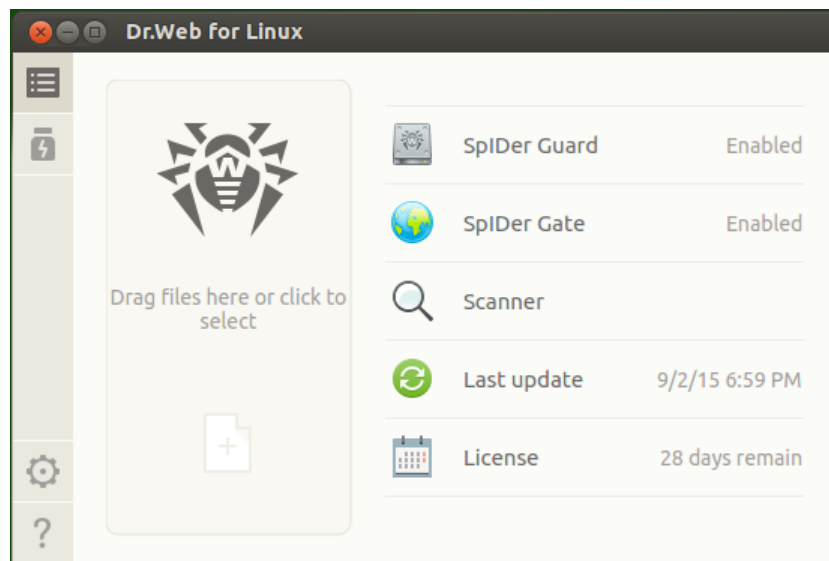 Dr.Web for Linux
Drag files here or click to
select
SpIDer Guard
Enabled
SpIDer Gate
Enabled
Scanner
Last update
9/2/15 6:59 PM
License
28 days remain